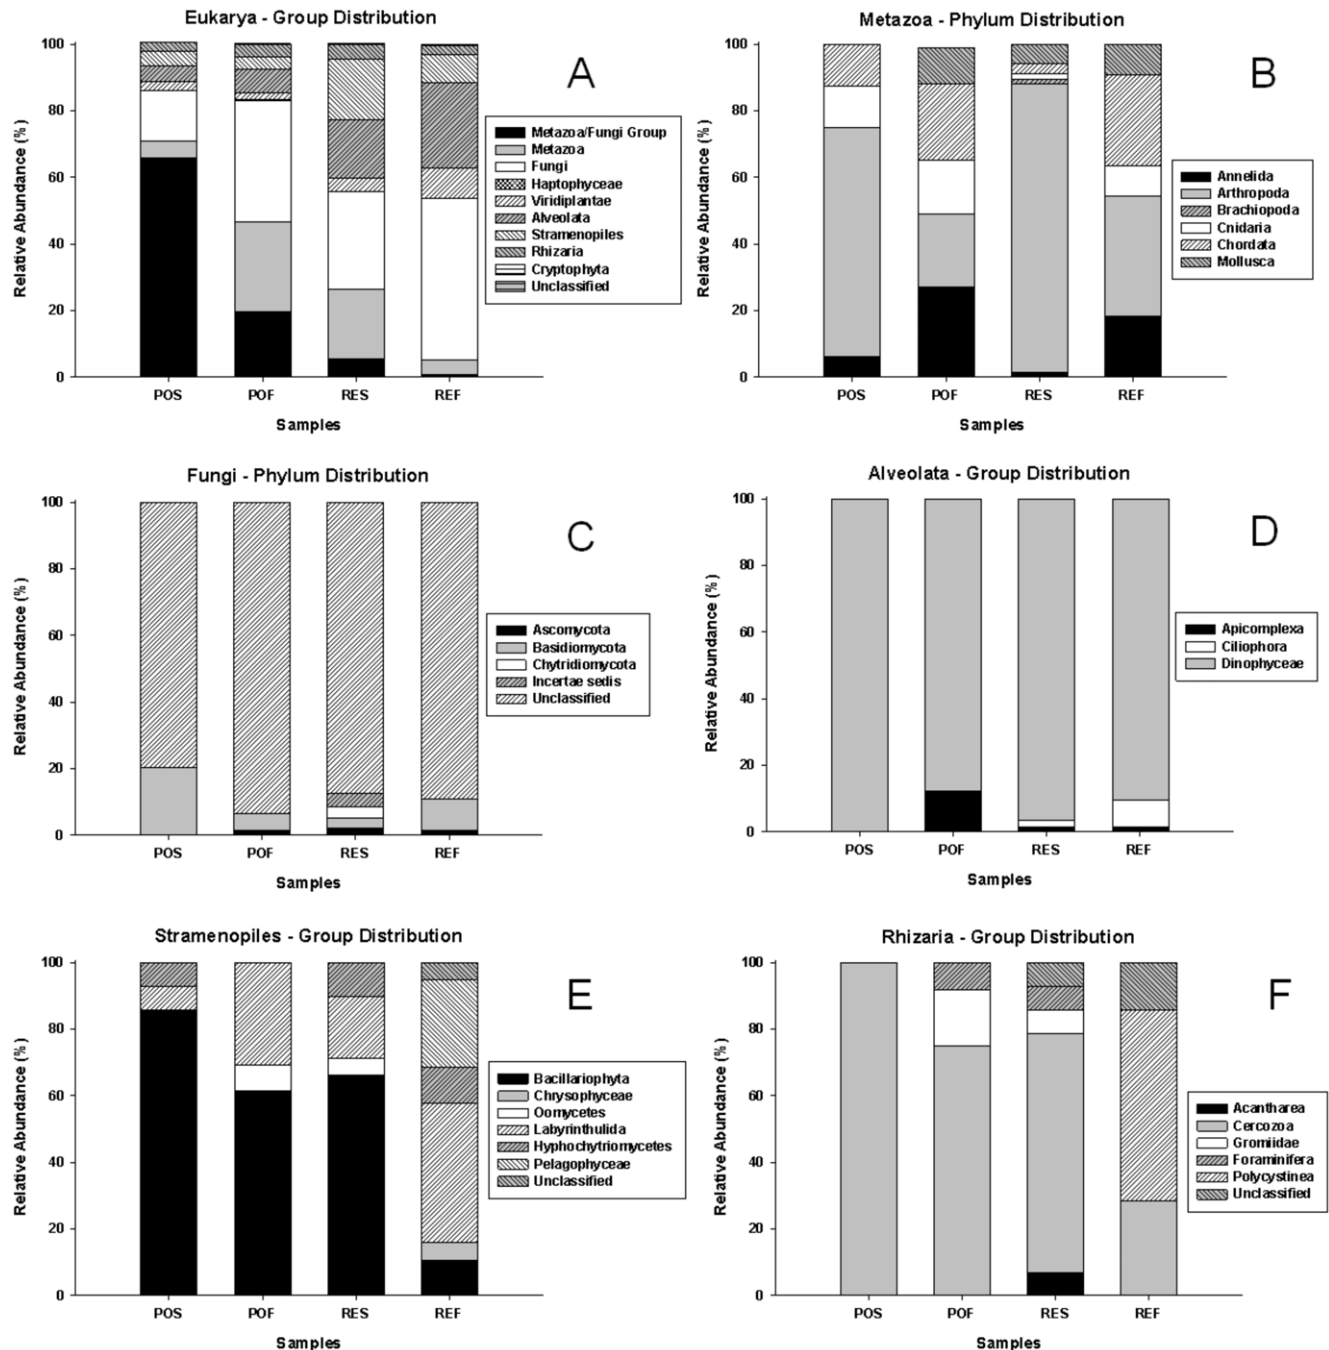 Eukarya - Group Distribution
Relative Abundance (%)
100
80
60
40
20
0
POS POF RES REF
Samples
A
Metazoa/Fungi Group
Metazoa
Fungi
Haptophyceae
Viridiplantae
Alveolata
Stramenopiles
Rhizaria
Cryptophyta
Unclassified
Metazoa - Phylum Distribution
Relative Abundance (%)
100
80
60
40
20
0
POS POF RES REF
Samples
B
Annelida
Arthropoda
Brachiopoda
Cnidaria
Chordata
Mollusca
Fungi - Phylum Distribution
Relative Abundance (%)
100
80
60
40
20
0
POS POF RES REF
Samples
C
Ascomycota
Basidiomycota
Chytridiomycota
Incertae sedis
Unclassified
Alveolata - Group Distribution
Relative Abundance (%)
100
80
60
40
20
0
POS POF RES REF
Samples
D
Apicomplexa
Ciliophora
Dinophyceae
Stramenopiles - Group Distribution
Relative Abundance (%)
100
80
60
40
20
0
POS POF RES REF
Samples
E
Bacillariophyta
Chrysophyceae
Oomycetes
Labyrinthulida
Hyphochytriomycetes
Pelagophyceae
Unclassified
Rhizaria - Group Distribution
Relative Abundance (%)
100
80
60
40
20
0
POS POF RES REF
Samples
F
Acantharea
Cercozoa
Gromiidae
Foraminifera
Polycystinea
Unclassified